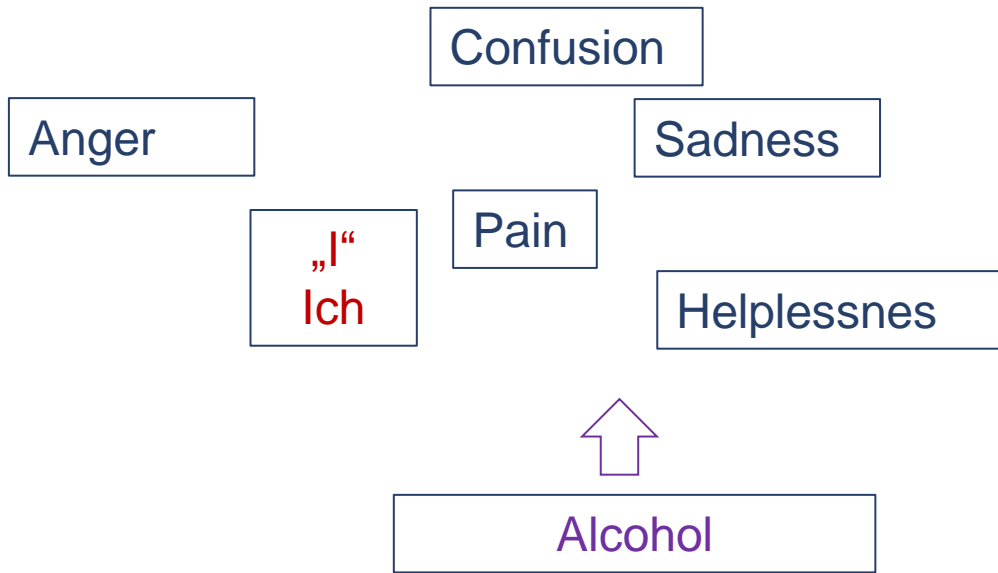 Confusion
Anger
Sadness
Pain
„I“
Ich
Helplessnes
Alcohol